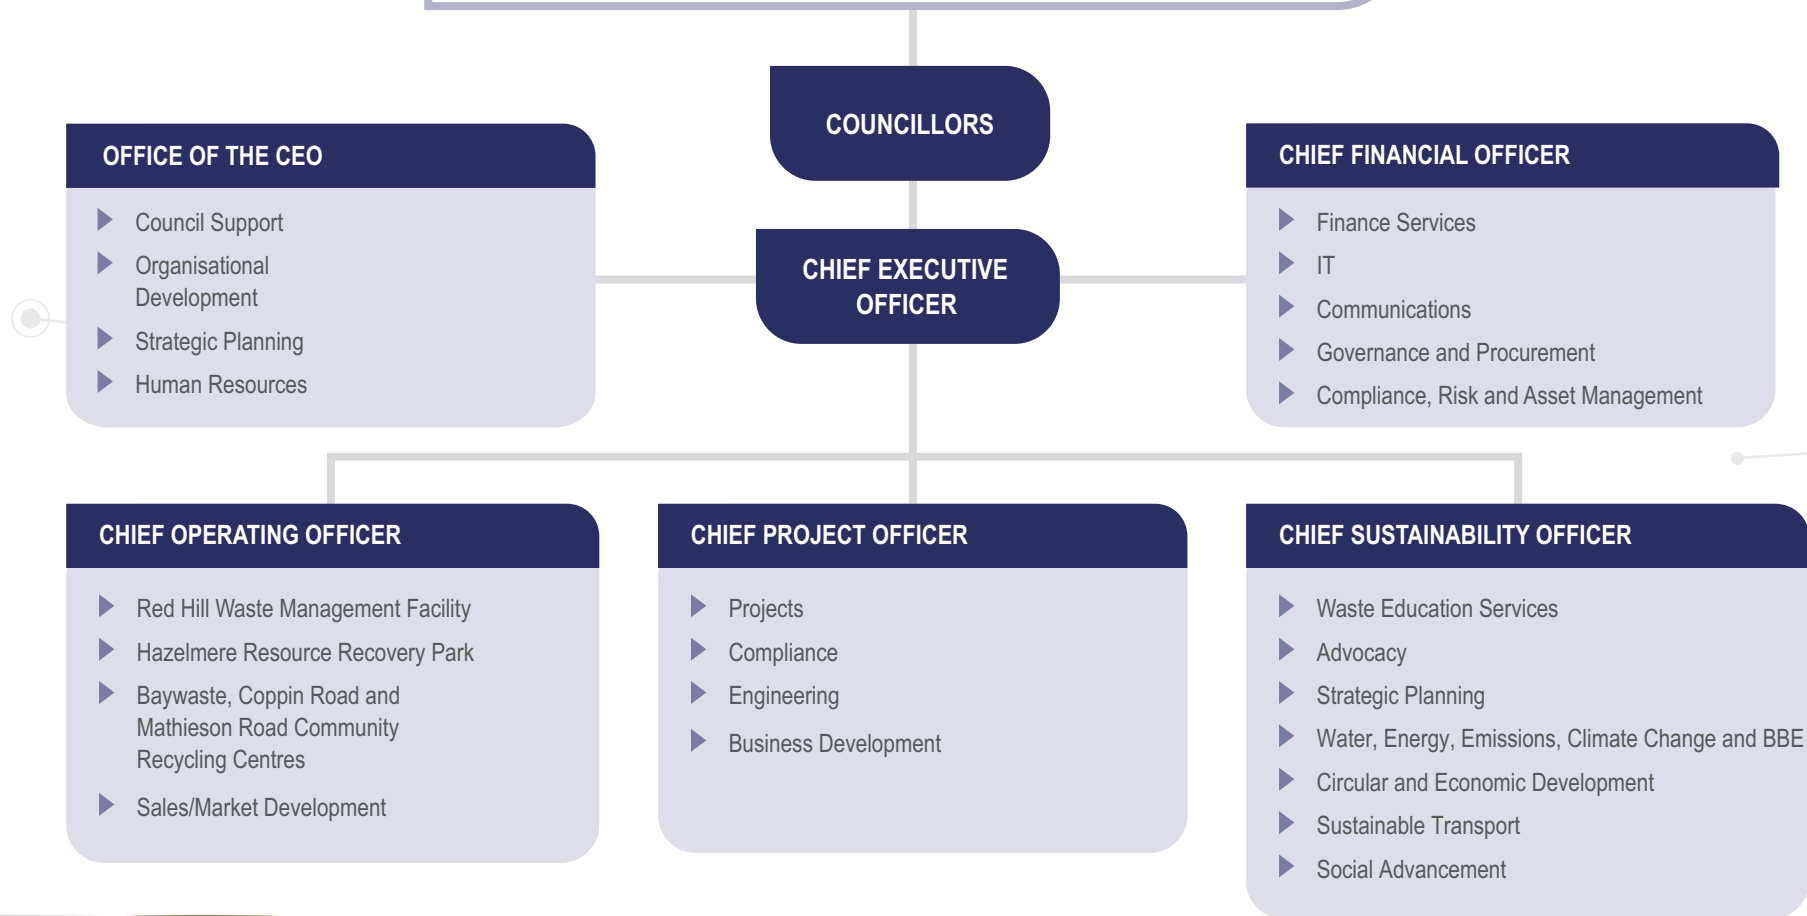 COUNCILLORS
OFFICE OF THE CEO
Council Support
Organisational
Development
Strategic Planning
Human Resources
CHIEF EXECUTIVE
OFFICER
CHIEF FINANCIAL OFFICER
Finance Services
IT
Communications
Governance and Procurement
Compliance, Risk and Asset Management
CHIEF OPERATING OFFICER
Red Hill Waste Management Facility
Hazelmere Resource Recovery Park
Baywaste, Coppin Road and
Mathieson Road Community
Recycling Centres
Sales/Market Development
CHIEF PROJECT OFFICER
Projects
Compliance
Engineering
Business Development
CHIEF SUSTAINABILITY OFFICER
Waste Education Services
Advocacy
Strategic Planning
Water, Energy, Emissions, Climate Change and BBE
Circular and Economic Development
Sustainable Transport
Social Advancement